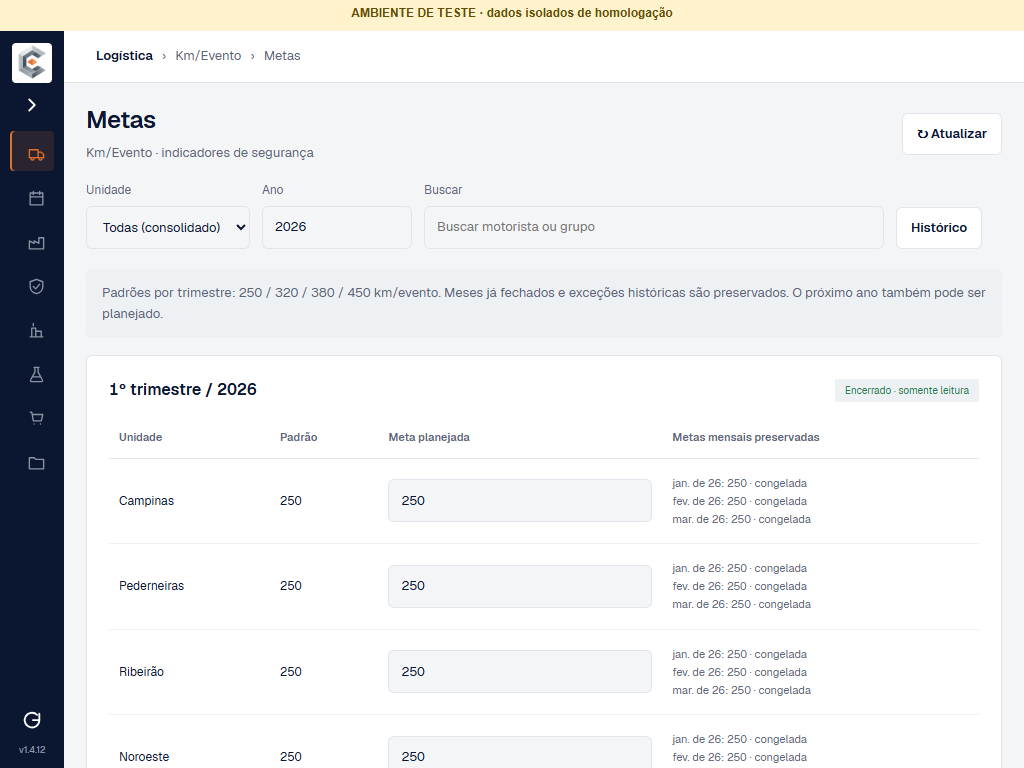 AMBIENTE DE TESTE · dados isolados de homologação
Logística › Km/Evento › Metas
Metas
Km/Evento · indicadores de segurança
↻ Atualizar
Unidade
Ano
Buscar
Todas (consolidado)
2026
Buscar motorista ou grupo
Histórico
Padrões por trimestre: 250 / 320 / 380 / 450 km/evento. Meses já fechados e exceções históricas são preservados. O próximo ano também pode ser
planejado.
1º trimestre / 2026
Encerrado · somente leitura
Unidade Padrão Meta planejada Metas mensais preservadas
Campinas 250 250
jan. de 26: 250 · congelada
fev. de 26: 250 · congelada
mar. de 26: 250 · congelada
Pederneiras 250 250
jan. de 26: 250 · congelada
fev. de 26: 250 · congelada
mar. de 26: 250 · congelada
Ribeirão 250 250
jan. de 26: 250 · congelada
fev. de 26: 250 · congelada
mar. de 26: 250 · congelada
Noroeste 250 250
jan. de 26: 250 · congelada
fev. de 26: 250 · congelada
v1.4.12